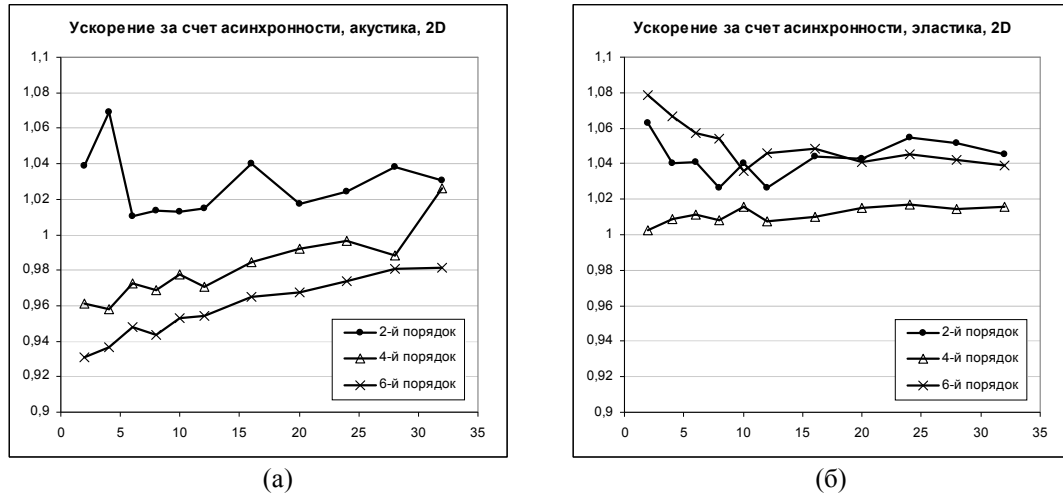 Ускорение за счет асинхронности, акустика, 2D
1,1
1,08
1,06
1,04
1,02
1
0,98
0,96
0,94
0,92
0,9
0 5 10 15 20 25 30 35
2-й порядок
4-й порядок
6-й порядок
(а)
Ускорение за счет асинхронности, эластика, 2D
1,1
1,08
1,06
1,04
1,02
1
0,98
0,96
0,94
0,92
0,9
0 5 10 15 20 25 30 35
2-й порядок
4-й порядок
6-й порядок
(б)